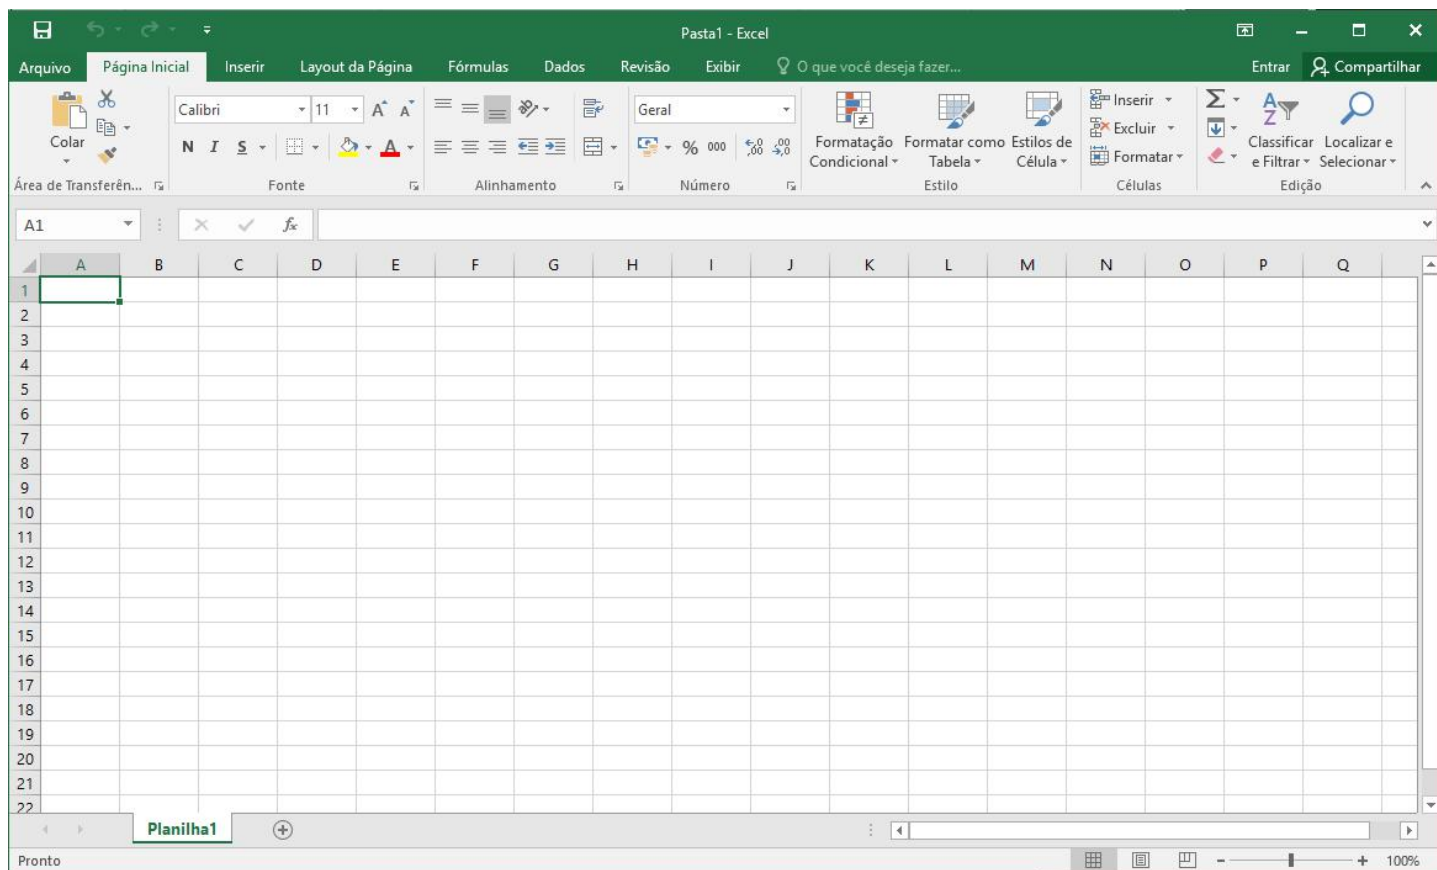 Pasta1 - Excel
Arquivo Página Inicial Inserir Layout da Página Fórmulas Dados Revisão Exibir O que você deseja fazer... Entrar Compartilhar
Colar
Área de Transferên...
Calibri 11 A A
N I S A
Fonte
Alinhamento
Geral
% 000 ,00 ,00 ,0
Número
Formatação Condicional
Formatar como Tabela
Estilos de Célula
Estilo
Inserir
Excluir
Formatar
Células
Σ
Classificar e Filtrar
Localizar e Selecionar
Edição
A1 fx
A B C D E F G H I J K L M N O P Q
1
2
3
4
5
6
7
8
9
10
11
12
13
14
15
16
17
18
19
20
21
22
Planilha1
Pronto 100%